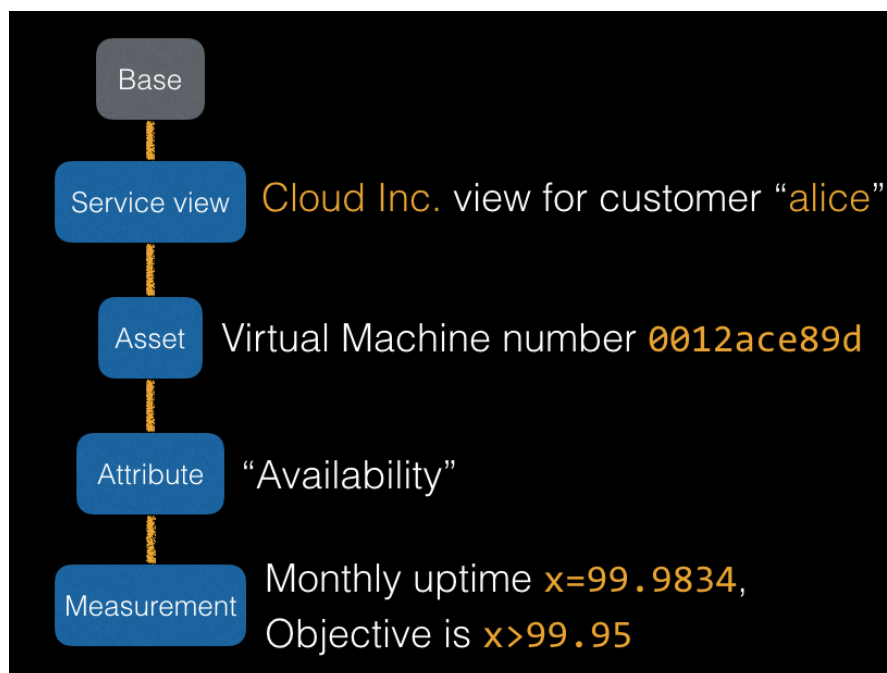 Base
Service view
Cloud Inc. view for customer “alice”
Asset
Virtual Machine number 0012ace89d
Attribute
“Availability”
Measurement
Monthly uptime x=99.9834,
Objective is x>99.95